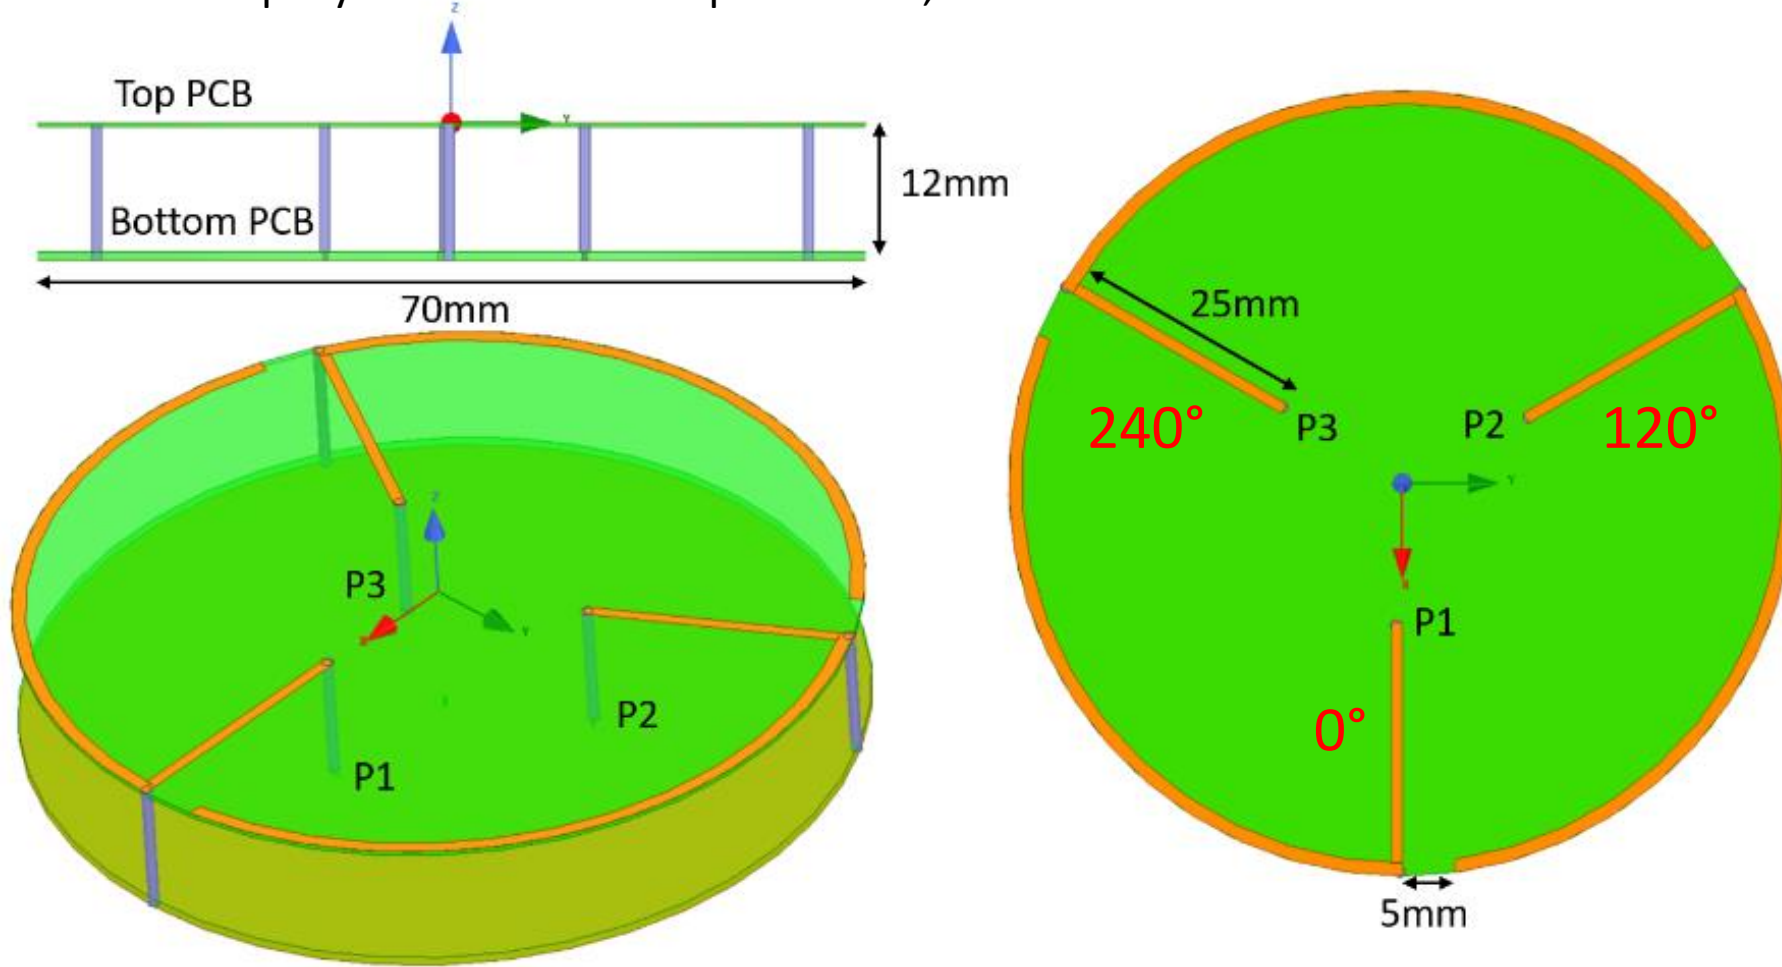 Z
Top PCB
Y
12mm
Bottom PCB
70mm
Z
P3
Y
P2
P1
25mm
P3
P2
240°
120°
Y
P1
0°
5mm